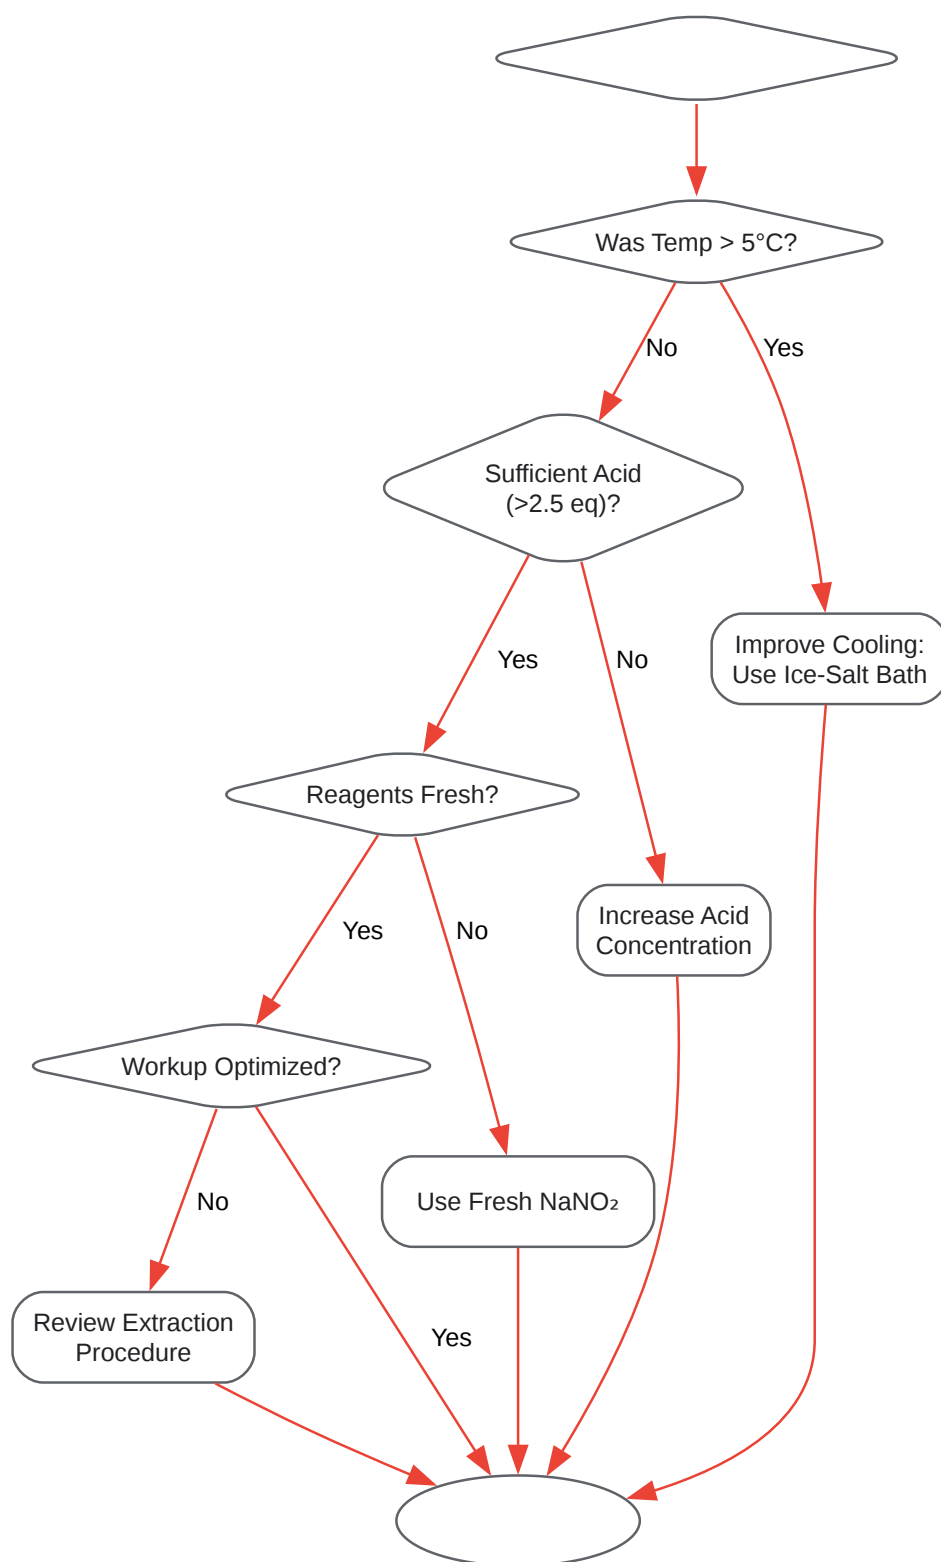 Was Temp > 5°C?
No
Yes
Sufficient Acid
(>2.5 eq)?
Yes
No
Improve Cooling:
Use Ice-Salt Bath
Reagents Fresh?
Yes
No
Increase Acid
Concentration
Workup Optimized?
No
Use Fresh NaNO₂
Review Extraction
Procedure
Yes